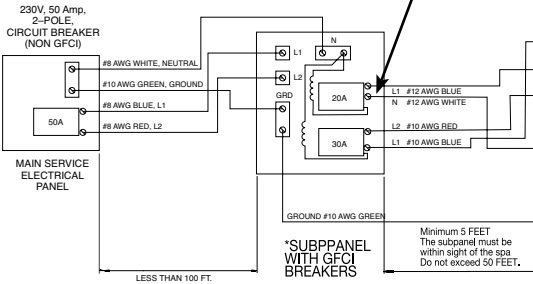 230V, 50 Amp,
2–POLE,
CIRCUIT BREAKER
(NON GFCI)
#8 AWG WHITE, NEUTRAL
#10 AWG GREEN, GROUND
#8 AWG BLUE, L1
50A
#8 AWG RED, L2
MAIN SERVICE
ELECTRICAL
PANEL
LESS THAN 100 FT.
N
L1
L2
GRD
20A
L1 #12 AWG BLUE
N #12 AWG WHITE
30A
L2 #10 AWG RED
L1 #10 AWG BLUE
GROUND #10 AWG GREEN
*SUBPPANEL
WITH GFCI
BREAKERS
Minimum 5 FEET
The subpanel must be
within sight of the spa
Do not exceed 50 FEET.